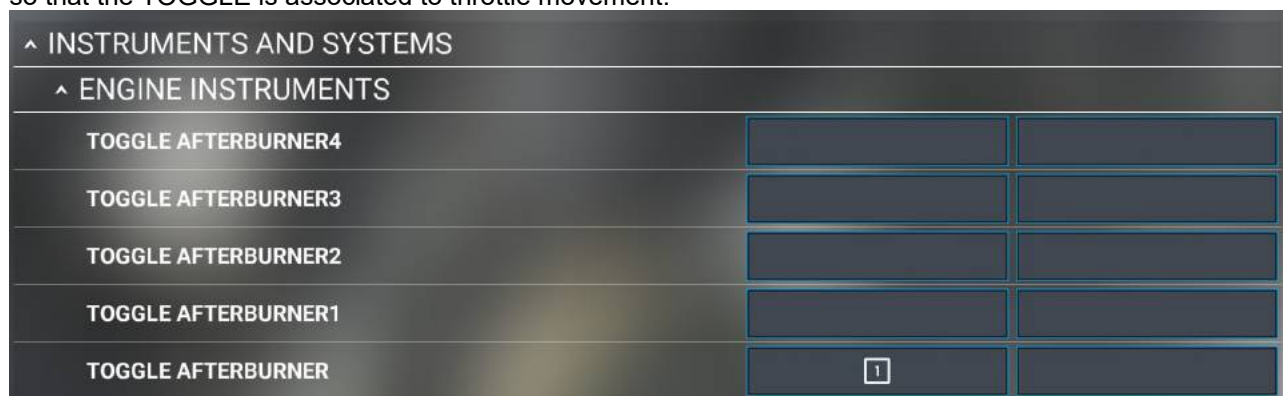 so that the TOGGLE is associated to throttle movement.
INSTRUMENTS AND SYSTEMS
ENGINE INSTRUMENTS
TOGGLE AFTERBURNER4
TOGGLE AFTERBURNER3
TOGGLE AFTERBURNER2
TOGGLE AFTERBURNER1
TOGGLE AFTERBURNER 1